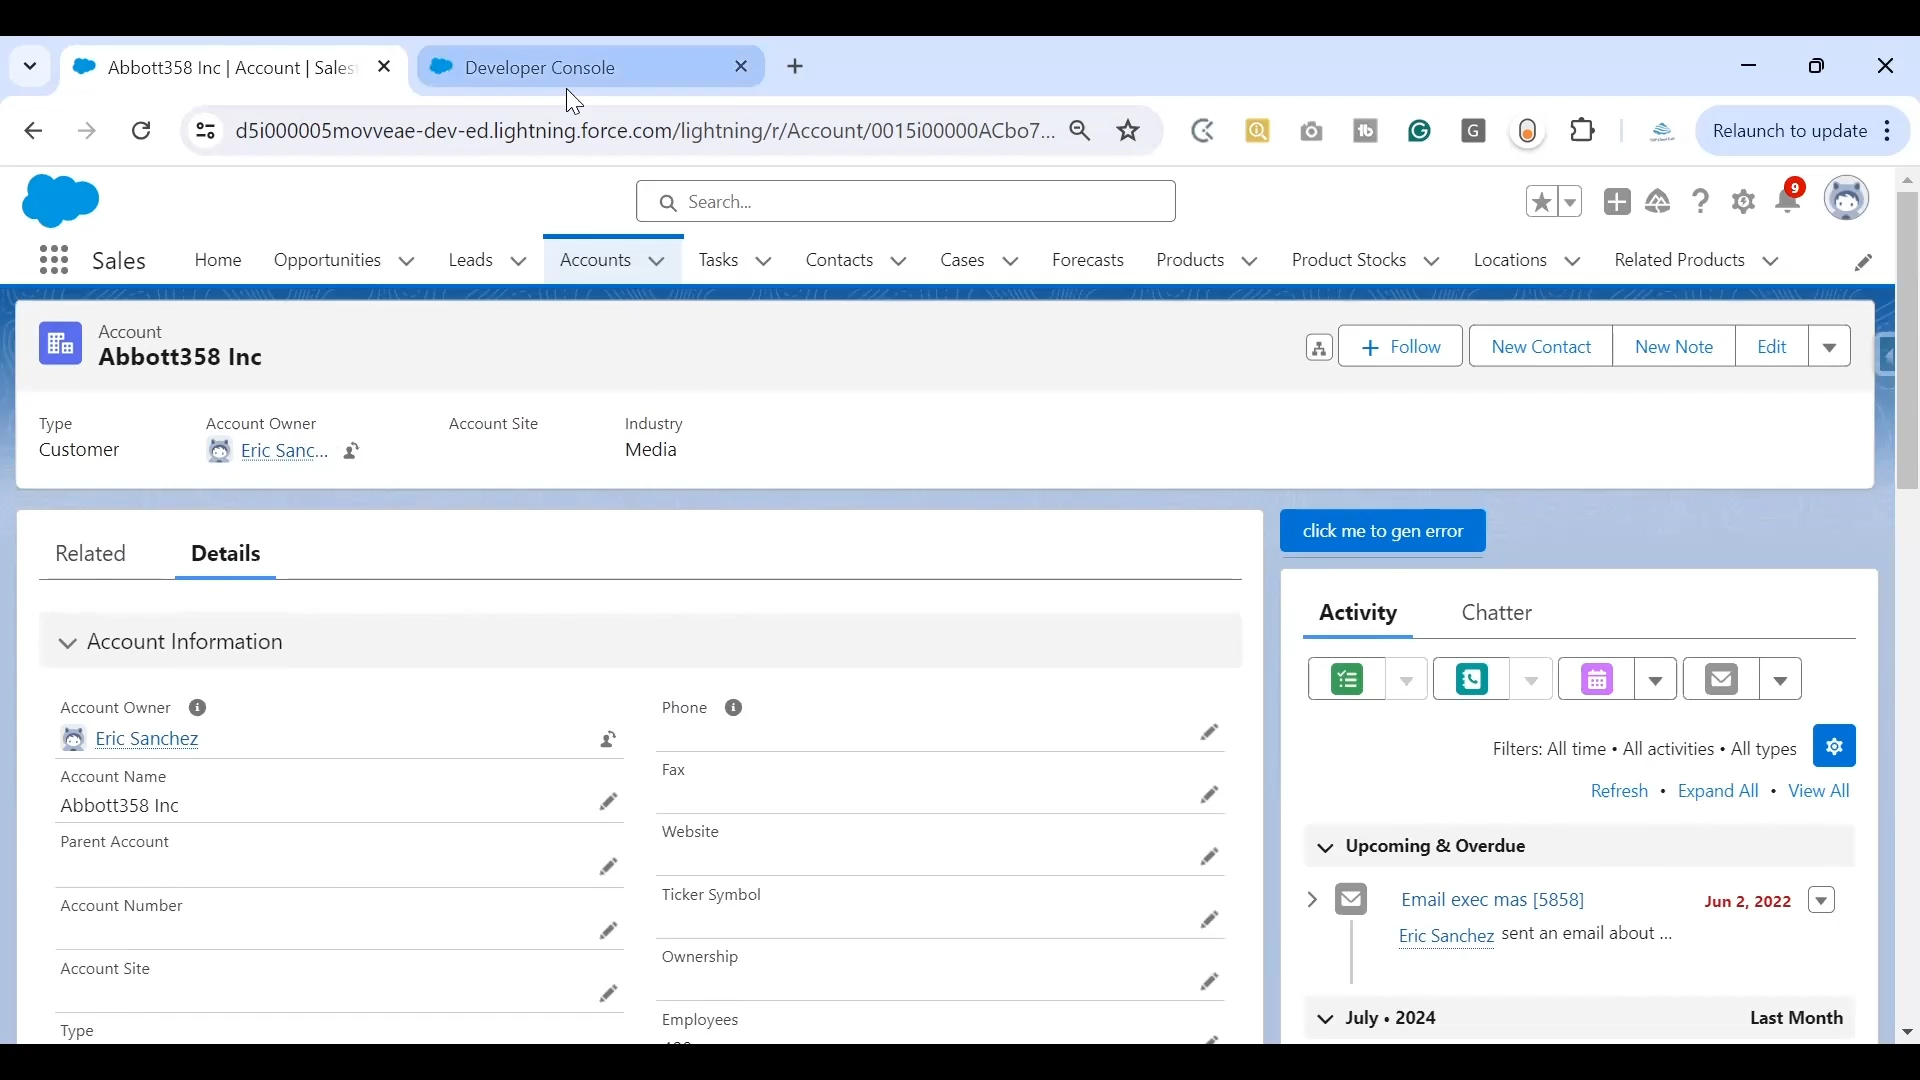 Abbott358 Inc | Account | Sales
Developer Console
d5i000005movveae-dev-ed.lightning.force.com/lightning/r/Account/0015i00000ACbo7...
Relaunch to update
Search...
9
Sales
Home
Opportunities
Leads
Accounts
Tasks
Contacts
Cases
Forecasts
Products
Product Stocks
Locations
Related Products
Account
Abbott358 Inc
Follow
New Contact
New Note
Edit
Type
Customer
Account Owner
Eric Sanc...
Account Site
Industry
Media
Related
Details
Account Information
Account Owner
Eric Sanchez
Account Name
Abbott358 Inc
Parent Account
Account Number
Account Site
Type
Phone
Fax
Website
Ticker Symbol
Ownership
Employees
click me to gen error
Activity
Chatter
Filters: All time • All activities • All types
Refresh • Expand All • View All
Upcoming & Overdue
Email exec mas [5858]
Jun 2, 2022
Eric Sanchez sent an email about ...
July • 2024
Last Month